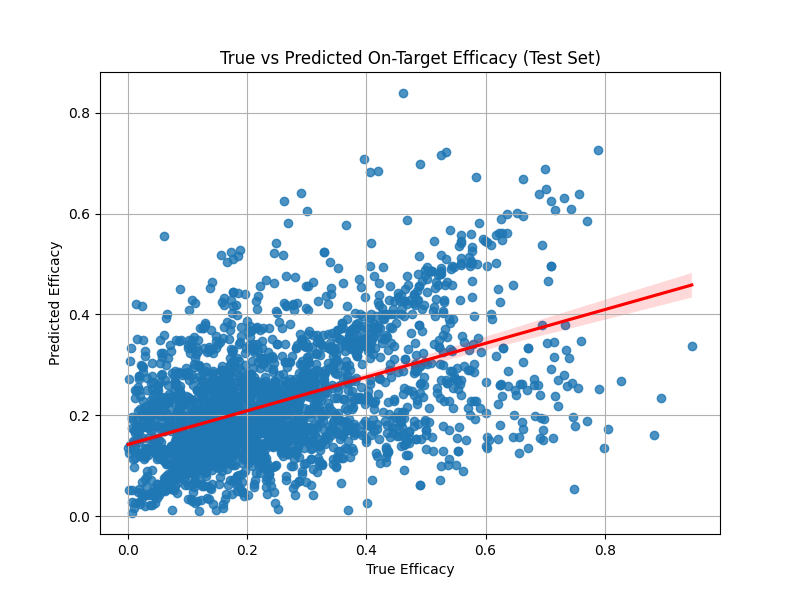 True vs Predicted On-Target Efficacy (Test Set)
Predicted Efficacy
0.8
0.6
0.4
0.2
0.0
0.0 0.2 0.4 0.6 0.8
True Efficacy